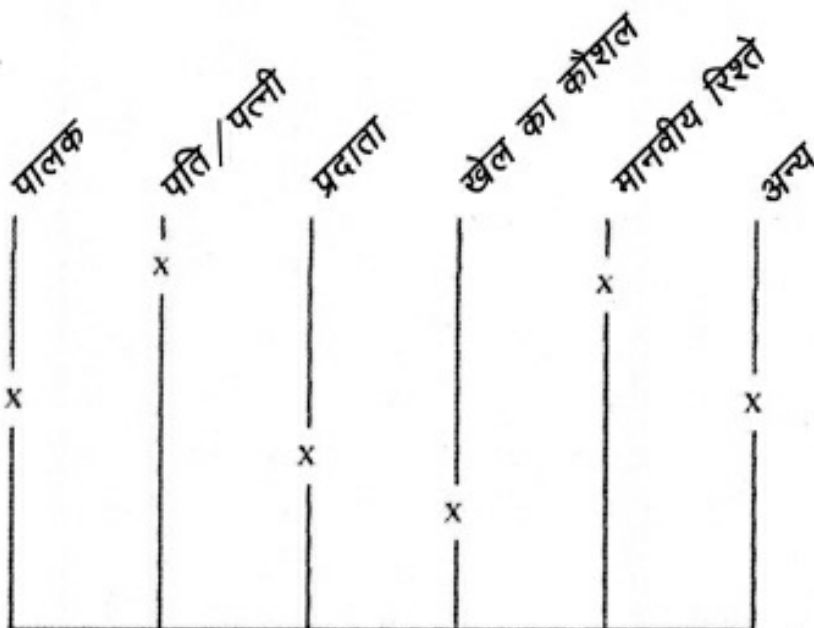 पालक
पति / पत्नी
प्रदाता
खेल का कौशल
मानवीय रिश्ते
अन्य
x
x
x
x
x
x